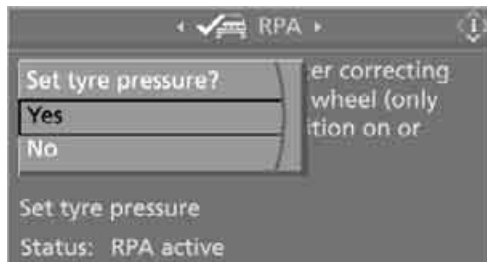 RPA
Set tyre pressure?
er correcting
Yes
wheel (only
No
ition on or
Set tyre pressure
Status: RPA active